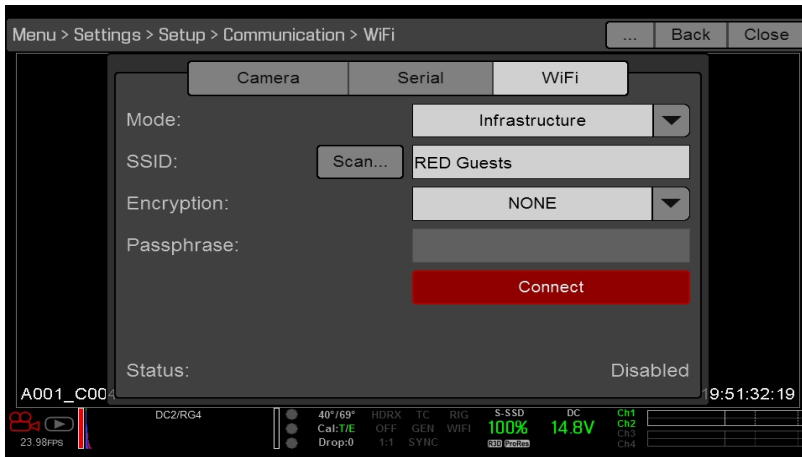 Menu > Settings > Setup > Communication > WiFi ... Back Close
Camera Serial WiFi
Mode: Infrastructure
SSID: Scan... RED Guests
Encryption: NONE
Passphrase:
Connect
Status: Disabled
A001_C004 19:51:32:19
DC2/RG4 40°/69° HDRX TC RIG S-SSD DC Ch1
Cal:T/E OFF GEN WIFI 100% 14.8V Ch2
23.98FPS Drop:0 1:1 SYNC R3D ProRes Ch3
Ch4